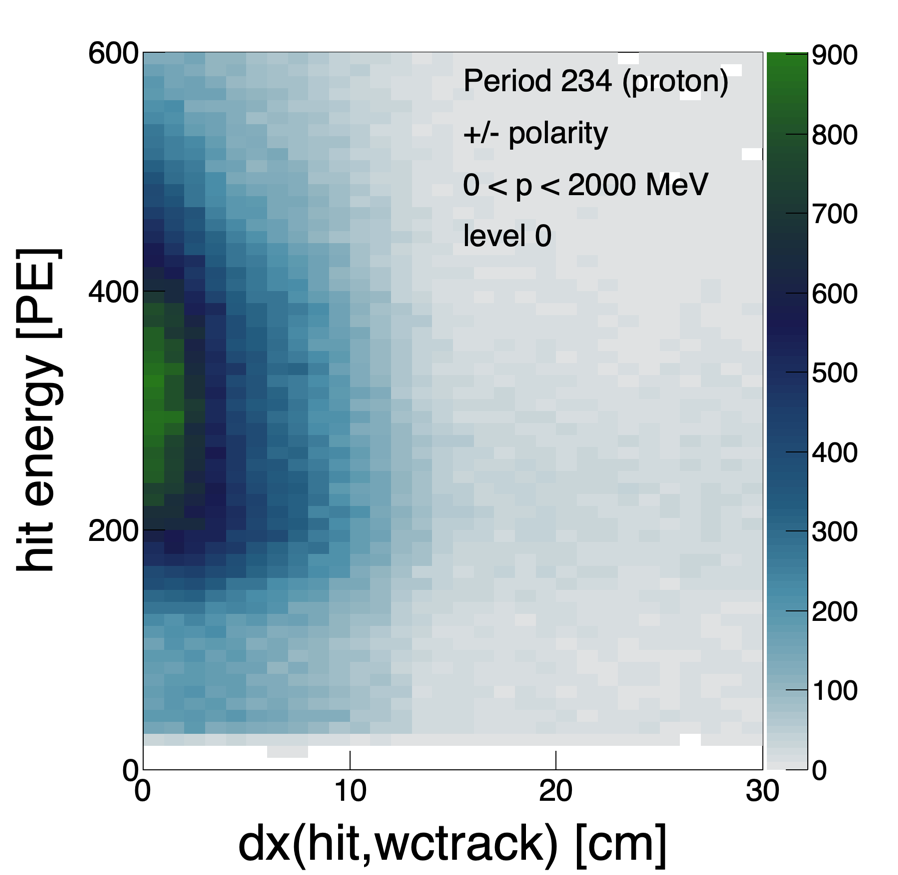 600
400
200
0
hit energy [PE]
Period 234 (proton)
+/- polarity
0 < p < 2000 MeV
level 0
900
800
700
600
500
400
300
200
100
0
0 10 20 30
dx(hit,wctrack) [cm]